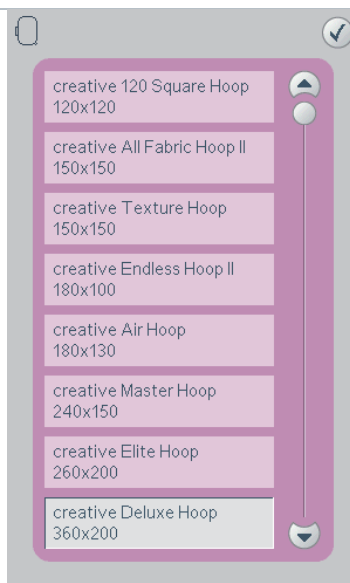 creative 120 Square Hoop
120x120
creative All Fabric Hoop II
150x150
creative Texture Hoop
150x150
creative Endless Hoop II
180x100
creative Air Hoop
180x130
creative Master Hoop
240x150
creative Elite Hoop
260x200
creative Deluxe Hoop
360x200